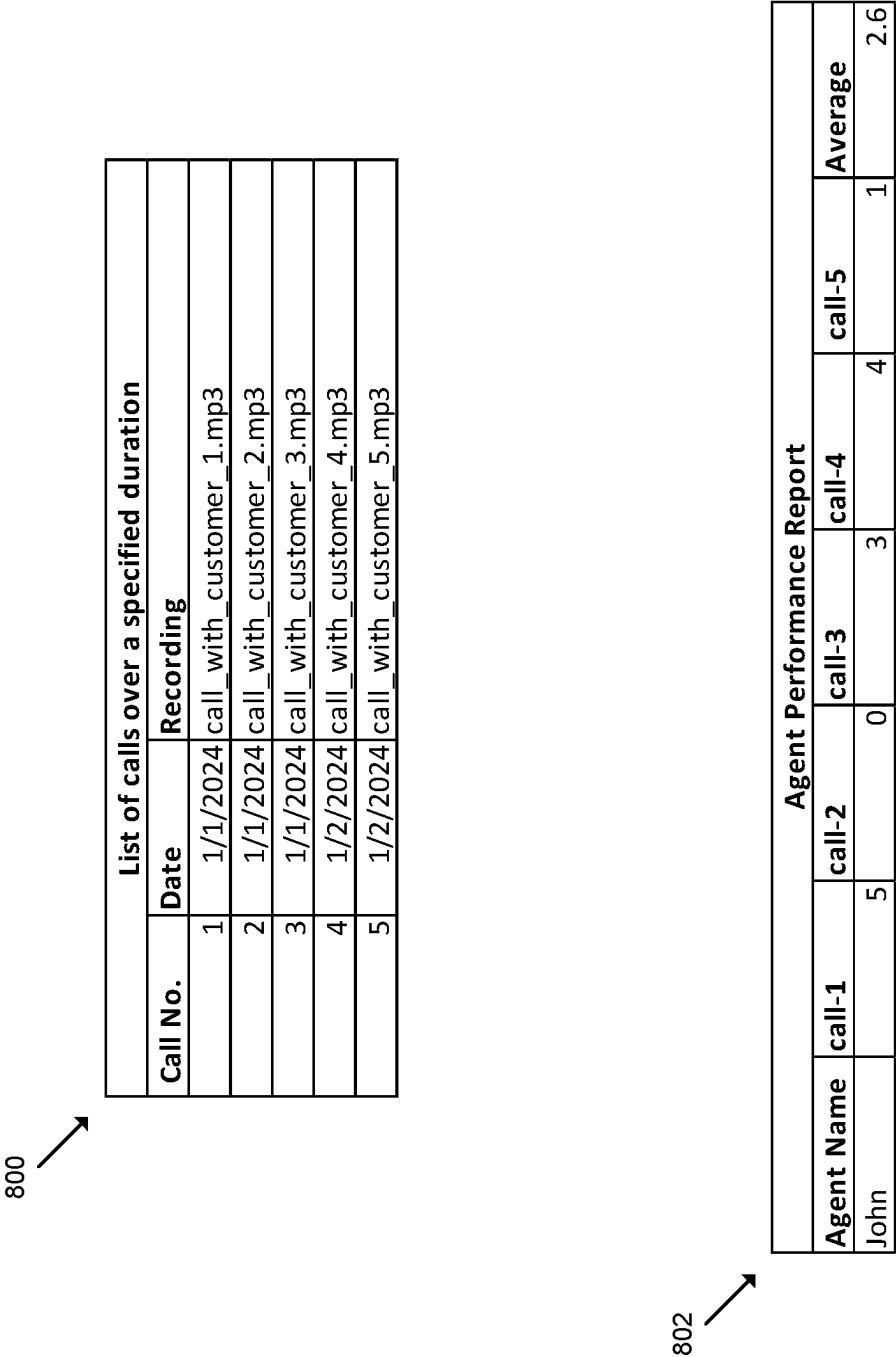 800
List of calls over a specified duration
Call No. Date Recording
1 1/1/2024 call_with_customer_1.mp3
2 1/1/2024 call_with_customer_2.mp3
3 1/1/2024 call_with_customer_3.mp3
4 1/2/2024 call_with_customer_4.mp3
5 1/2/2024 call_with_customer_5.mp3
802
Agent Performance Report
Agent Name call-1 call-2 call-3 call-4 call-5 Average
John 5 0 3 4 1 2.6